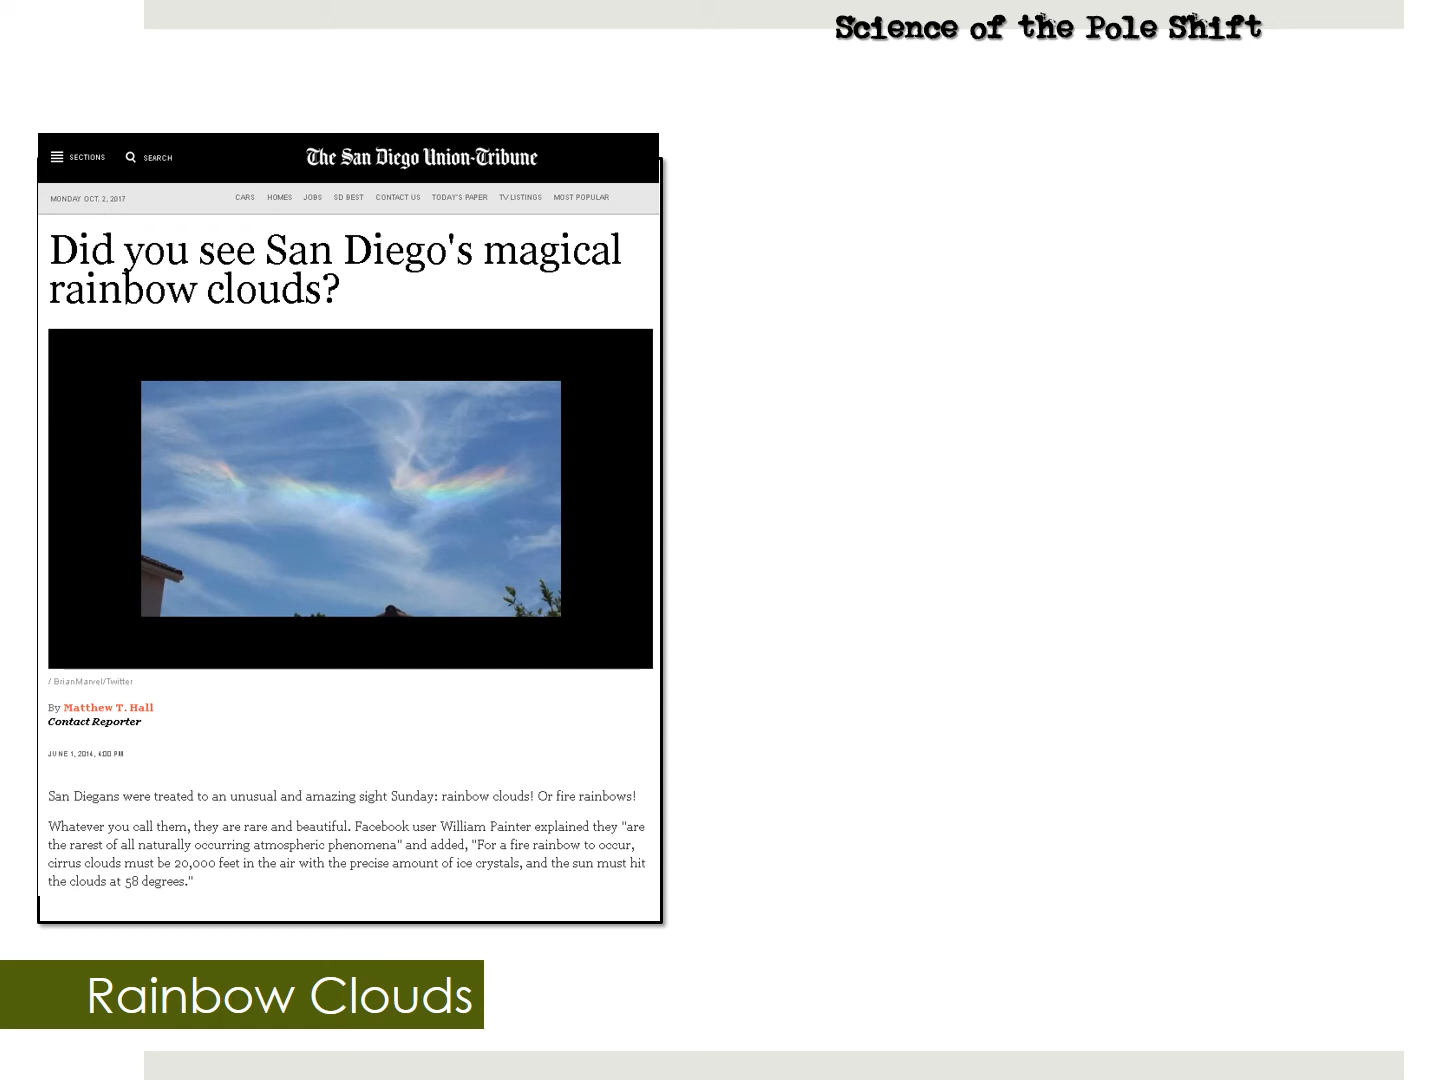 Science of the Pole Shift
SECTIONS SEARCH The San Diego Union-Tribune
MONDAY OCT. 2, 2017 CARS HOMES JOBS SD BEST CONTACT US TODAY'S PAPER TV LISTINGS MOST POPULAR
Did you see San Diego's magical
rainbow clouds?
/ BrianMarvel/Twitter
By Matthew T. Hall
Contact Reporter
JUNE 1, 2014, 4:00 PM
San Diegans were treated to an unusual and amazing sight Sunday: rainbow clouds! Or fire rainbows!
Whatever you call them, they are rare and beautiful. Facebook user William Painter explained they "are
the rarest of all naturally occurring atmospheric phenomena" and added, "For a fire rainbow to occur,
cirrus clouds must be 20,000 feet in the air with the precise amount of ice crystals, and the sun must hit
the clouds at 58 degrees."
Rainbow Clouds